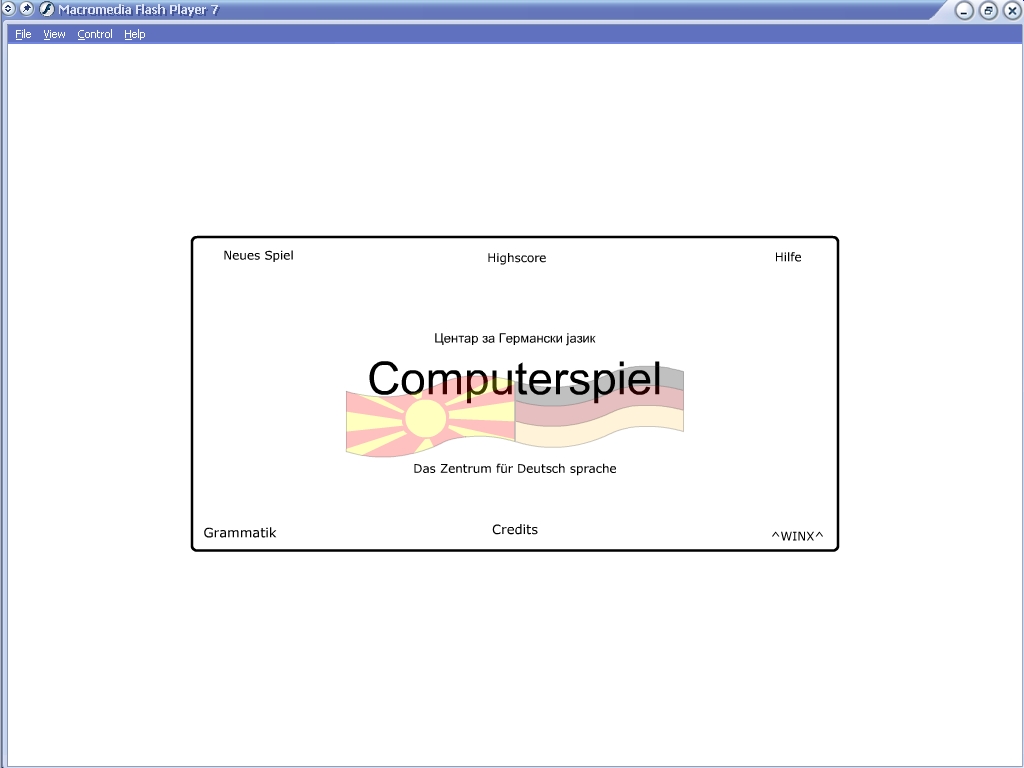 Macromedia Flash Player 7
File View Control Help
Neues Spiel
Highscore
Hilfe
Центар за Германски јазик
Computerspiel
Das Zentrum für Deutsch sprache
Grammatik
Credits
^WINX^